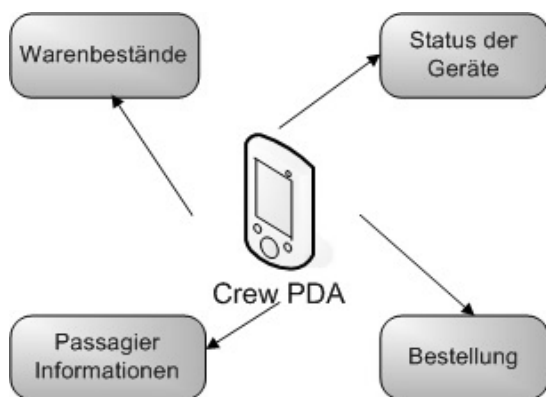 Warenbestände
Status der
Geräte
Crew PDA
Passagier
Informationen
Bestellung